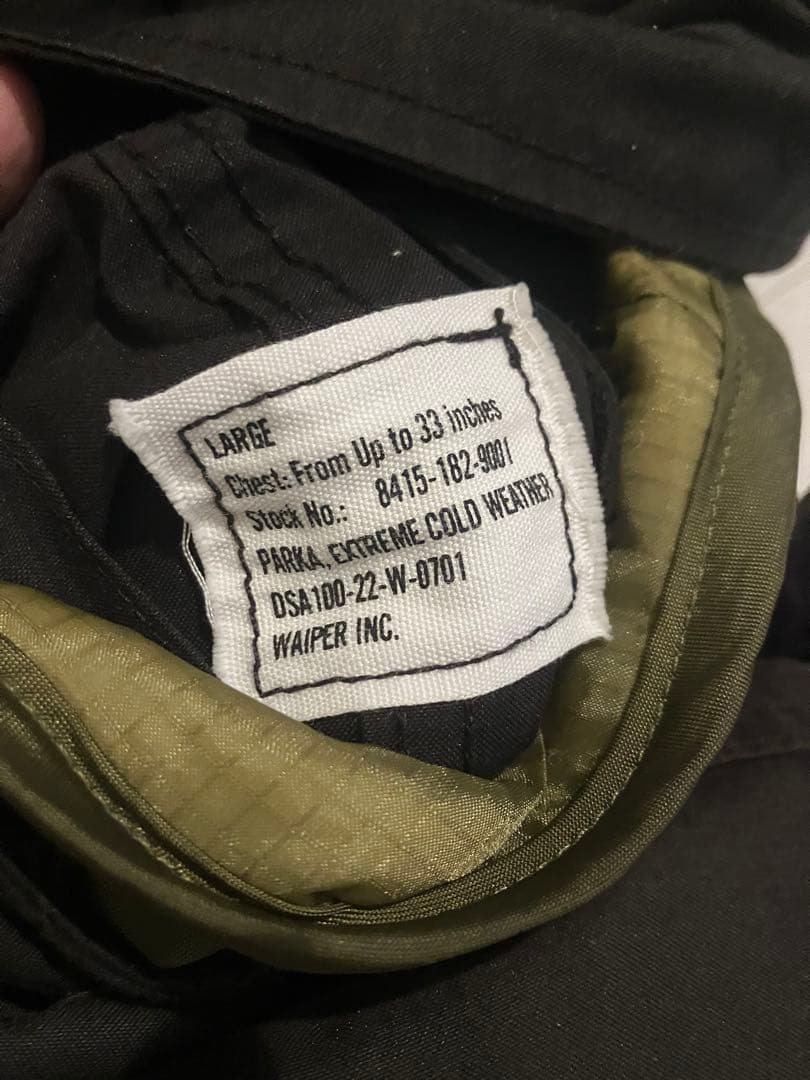 LARGE
Chest: From Up to 33 inches
Stock No.: 8415-182-9001
PARKA, EXTREME COLD WEATHER
DSA100-22-W-0701
WAIPER INC.